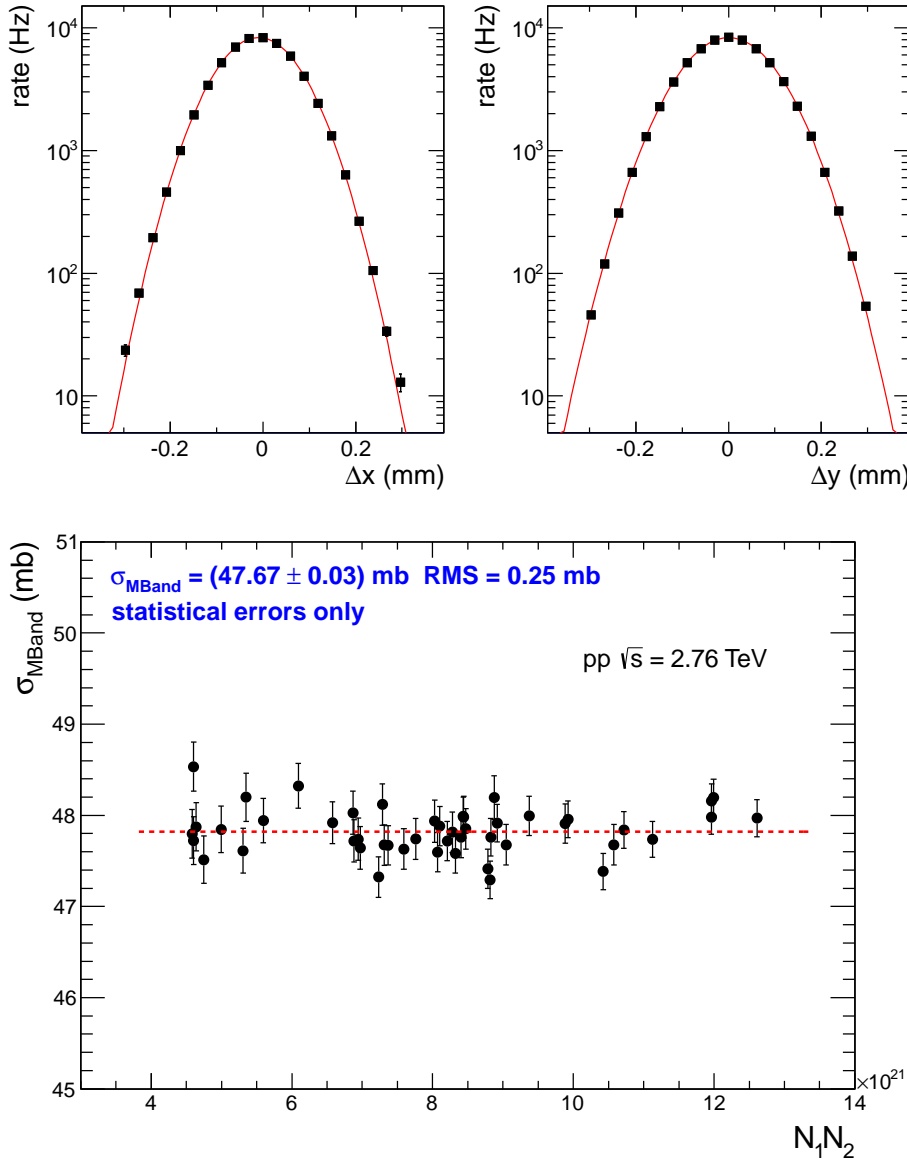 rate (Hz)
10⁴
10³
10²
10
-0.2 0 0.2
Δx (mm)
rate (Hz)
10⁴
10³
10²
10
-0.2 0 0.2
Δy (mm)
σMBand (mb)
51
50
49
48
47
46
45
σMBand = (47.67 ± 0.03) mb RMS = 0.25 mb
statistical errors only
pp √s = 2.76 TeV
4 6 8 10 12 14
×10²¹
N₁N₂